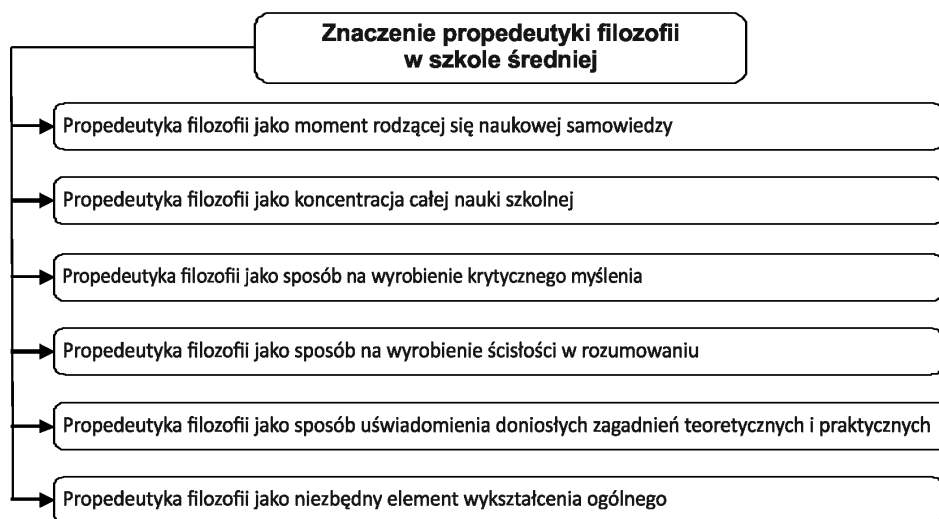 Znaczenie propedeutyki filozofii
w szkole średniej
Propedeutyka filozofii jako moment rodzącej się naukowej samowiedzy
Propedeutyka filozofii jako koncentracja całej nauki szkolnej
Propedeutyka filozofii jako sposób na wyrobienie krytycznego myślenia
Propedeutyka filozofii jako sposób na wyrobienie ścisłości w rozumowaniu
Propedeutyka filozofii jako sposób uświadomienia doniosłych zagadnień teoretycznych i praktycznych
Propedeutyka filozofii jako niezbędny element wykształcenia ogólnego